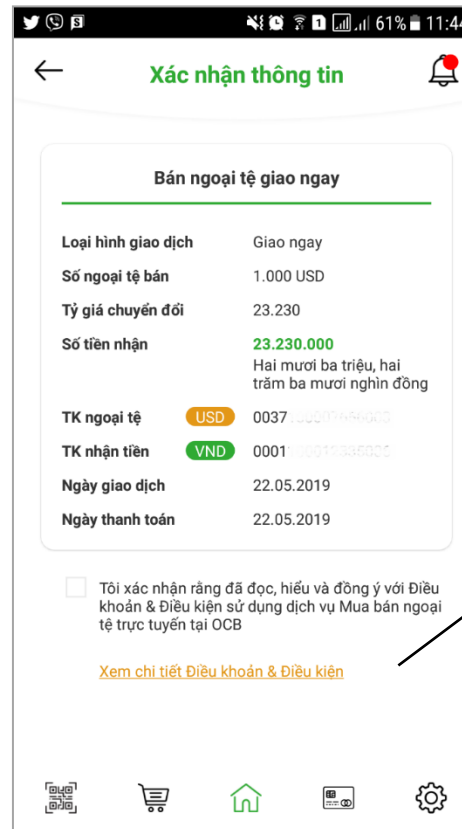 61% 11:44
Xác nhận thông tin
Bán ngoại tệ giao ngay
Loại hình giao dịch Giao ngay
Số ngoại tệ bán 1.000 USD
Tỷ giá chuyển đổi 23.230
Số tiền nhận 23.230.000
Hai mươi ba triệu, hai
trăm ba mươi nghìn đồng
TK ngoại tệ USD 0037
TK nhận tiền VND 0001
Ngày giao dịch 22.05.2019
Ngày thanh toán 22.05.2019
Tôi xác nhận rằng đã đọc, hiểu và đồng ý với Điều
khoản & Điều kiện sử dụng dịch vụ Mua bán ngoại
tệ trực tuyến tại OCB
Xem chi tiết Điều khoản & Điều kiện